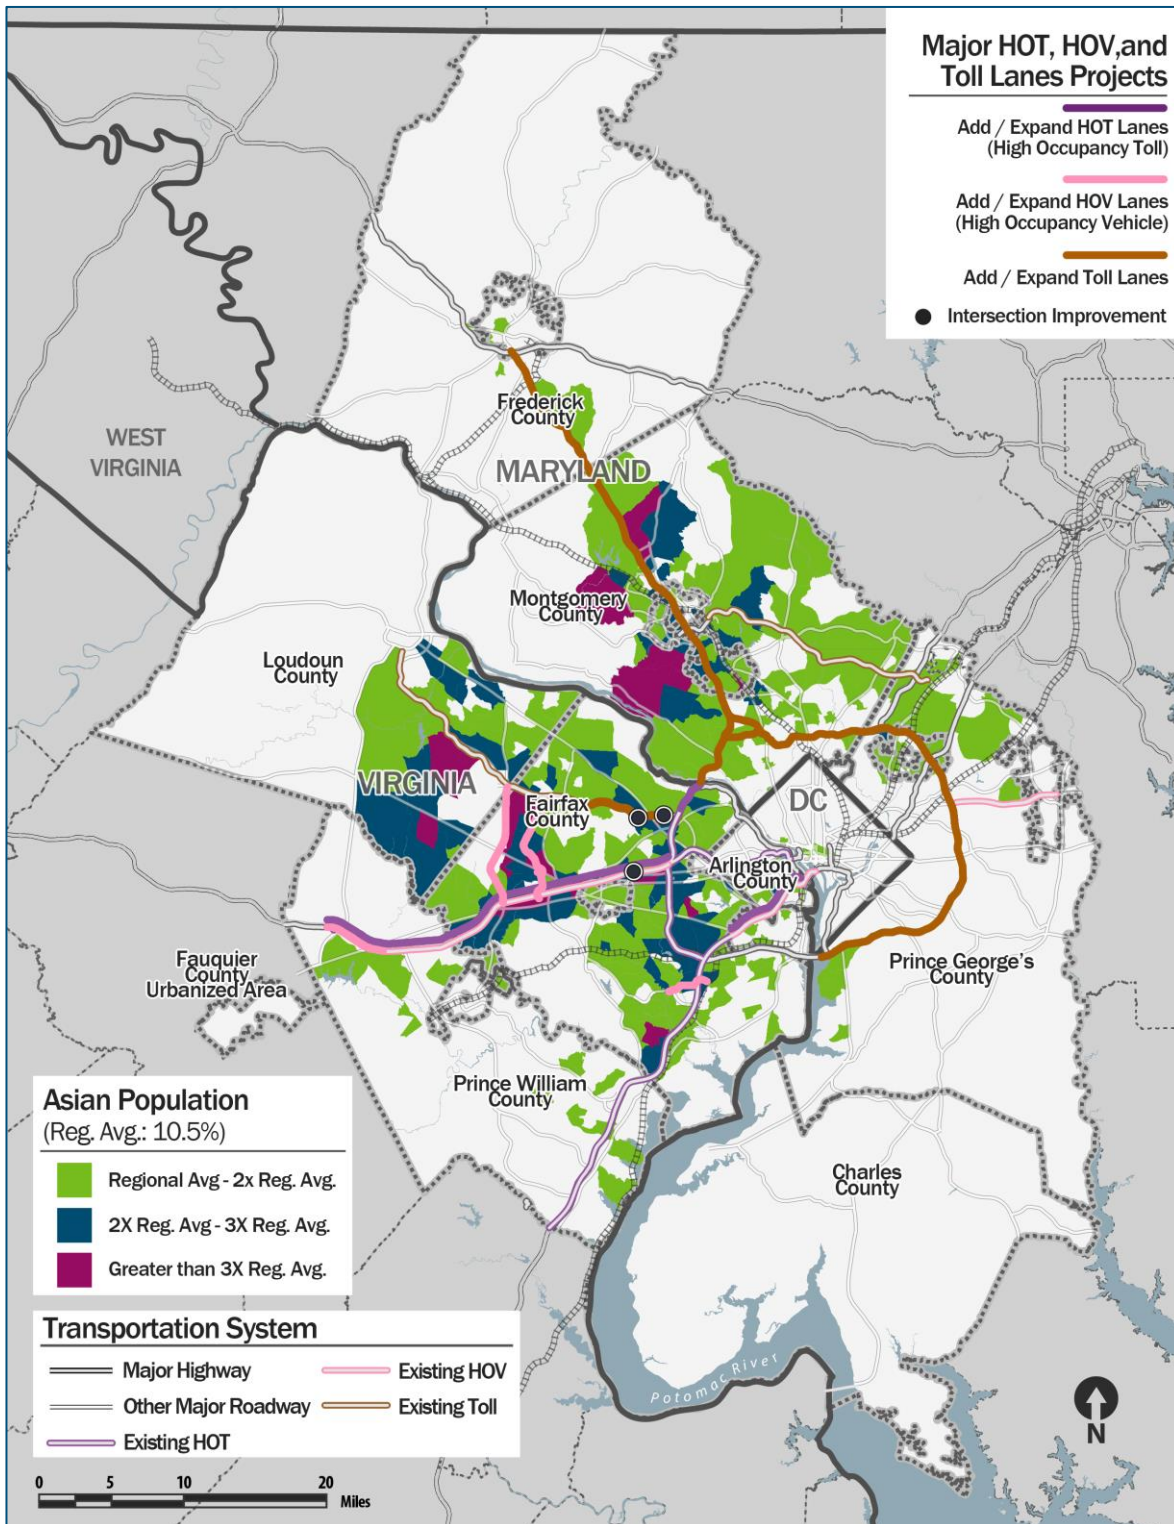 Major HOT, HOV,and
Toll Lanes Projects
Add / Expand HOT Lanes
(High Occupancy Toll)
Add / Expand HOV Lanes
(High Occupancy Vehicle)
Add / Expand Toll Lanes
Intersection Improvement
Frederick
County
WEST
VIRGINIA
MARYLAND
Montgomery
County
Loudoun
County
VIRGINIA
Fairfax
County
DC
Arlington
County
Fauquier
County
Urbanized Area
Prince George's
County
Prince William
County
Charles
County
Potomac River
Asian Population
(Reg. Avg.: 10.5%)
Regional Avg - 2x Reg. Avg.
2X Reg. Avg - 3X Reg. Avg.
Greater than 3X Reg. Avg.
Transportation System
Major Highway
Existing HOV
Other Major Roadway
Existing Toll
Existing HOT
N
0 5 10 20
Miles